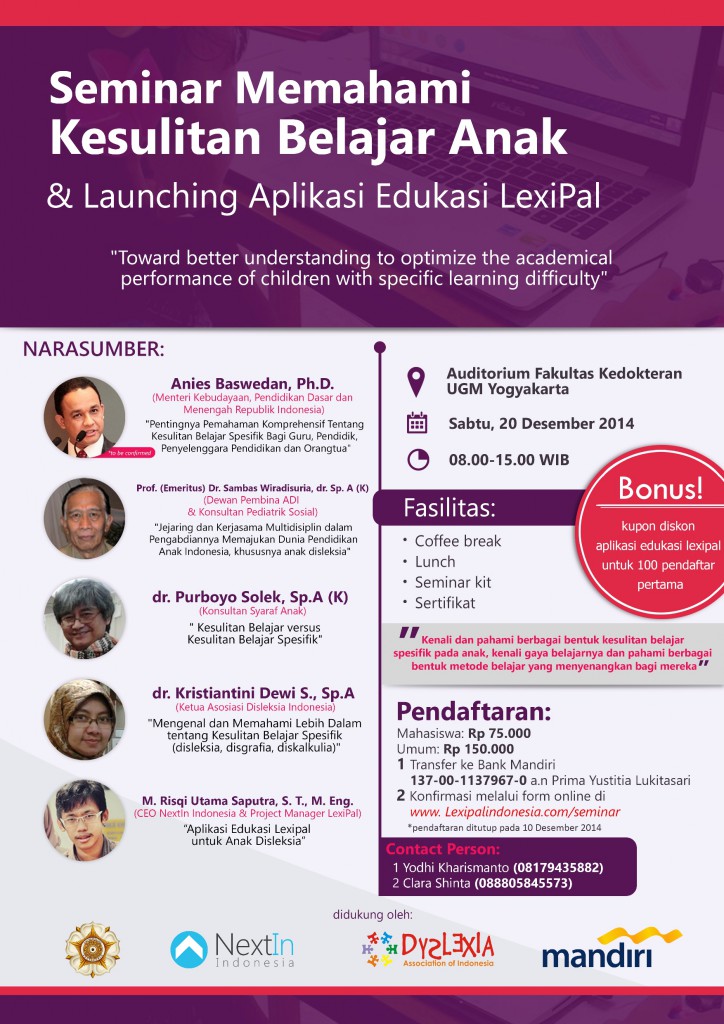 Seminar Memahami
Kesulitan Belajar Anak
& Launching Aplikasi Edukasi LexiPal
"Toward better understanding to optimize the academical
performance of children with specific learning difficulty"
NARASUMBER:
Anies Baswedan, Ph.D.
(Menteri Kebudayaan, Pendidikan Dasar dan
Menengah Republik Indonesia)
"Pentingnya Pemahaman Komprehensif Tentang
Kesulitan Belajar Spesifik Bagi Guru, Pendidik,
Penyelenggara Pendidikan dan Orangtua"
*to be confirmed
Prof. (Emeritus) Dr. Sambas Wiradisuria, dr. Sp. A (K)
(Dewan Pembina ADI
& Konsultan Pediatrik Sosial)
"Jejaring dan Kerjasama Multidisiplin dalam
Pengabdiannya Memajukan Dunia Pendidikan
Anak Indonesia, khususnya anak disleksia"
dr. Purboyo Solek, Sp.A (K)
(Konsultan Syaraf Anak)
" Kesulitan Belajar versus
Kesulitan Belajar Spesifik"
dr. Kristiantini Dewi S., Sp.A
(Ketua Asosiasi Disleksia Indonesia)
"Mengenal dan Memahami Lebih Dalam
tentang Kesulitan Belajar Spesifik
(disleksia, disgrafia, diskalkulia)"
M. Risqi Utama Saputra, S. T., M. Eng.
(CEO NextIn Indonesia & Project Manager LexiPal)
"Aplikasi Edukasi Lexipal
untuk Anak Disleksia"
Auditorium Fakultas Kedokteran
UGM Yogyakarta
Sabtu, 20 Desember 2014
08.00-15.00 WIB
Fasilitas:
• Coffee break
• Lunch
• Seminar kit
• Sertifikat
Bonus!
kupon diskon
aplikasi edukasi lexipal
untuk 100 pendaftar
pertama
"Kenali dan pahami berbagai bentuk kesulitan belajar
spesifik pada anak, kenali gaya belajarnya dan pahami berbagai
bentuk metode belajar yang menyenangkan bagi mereka"
Pendaftaran:
Mahasiswa: Rp 75.000
Umum: Rp 150.000
1 Transfer ke Bank Mandiri
137-00-1137967-0 a.n Prima Yustitia Lukitasari
2 Konfirmasi melalui form online di
www. Lexipalindonesia.com/seminar
*pendaftaran ditutup pada 10 Desember 2014
Contact Person:
1 Yodhi Kharismanto (08179435882)
2 Clara Shinta (088805845573)
didukung oleh:
NextIn
Indonesia
DYSLEXIA
Association of Indonesia
mandiri